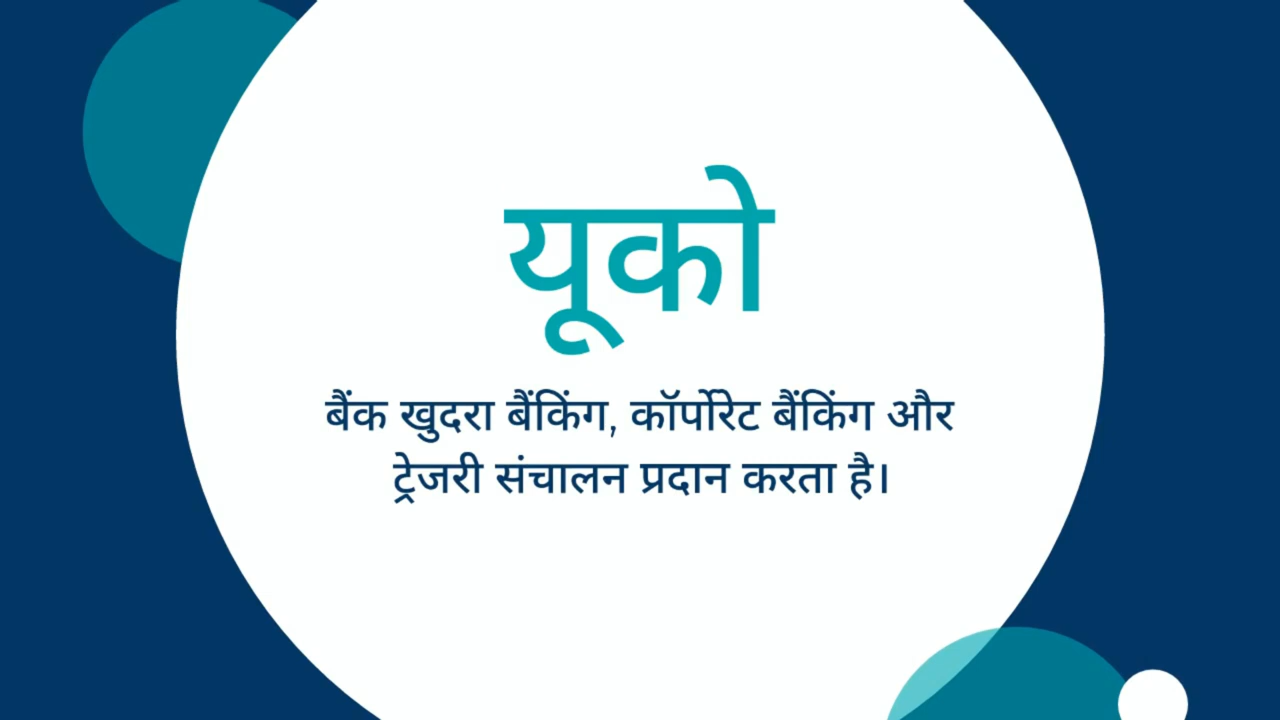 यूको
बैंक खुदरा बैंकिंग, कॉर्पोरेट बैंकिंग और
ट्रेजरी संचालन प्रदान करता है।